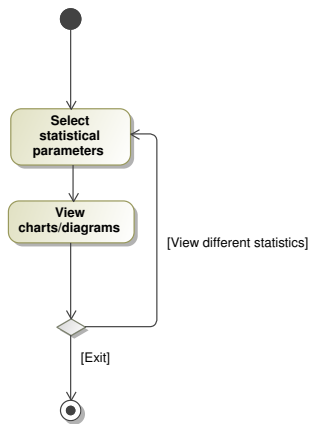 Select
statistical
parameters
View
charts/diagrams
[View different statistics]
[Exit]